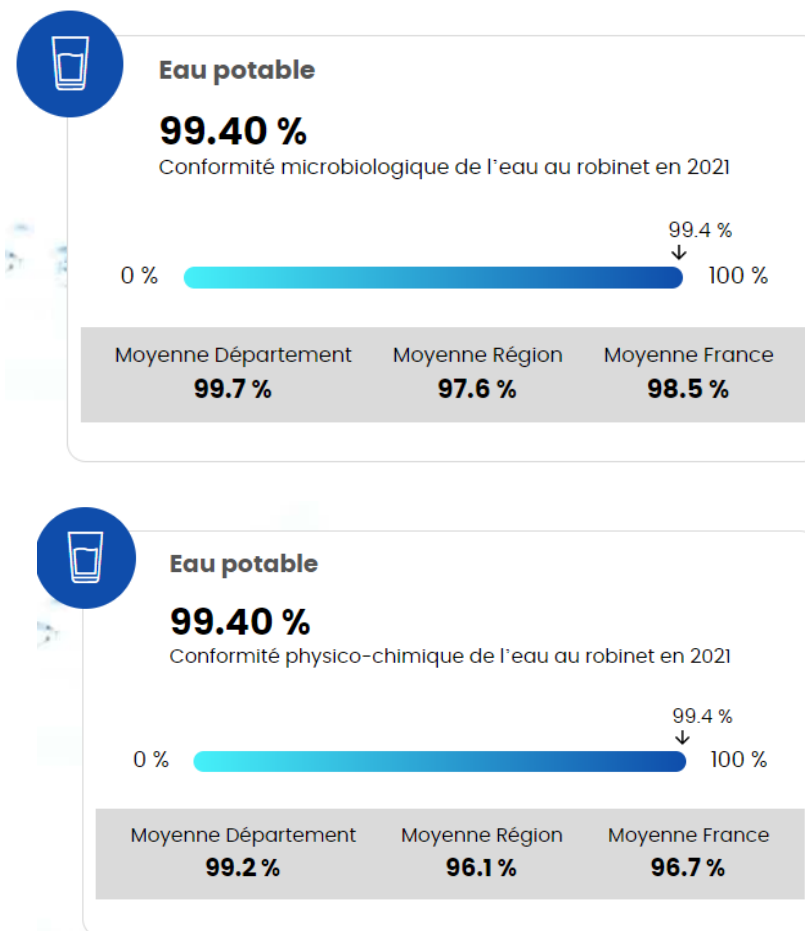 Eau potable
99.40 %
Conformité microbiologique de l'eau au robinet en 2021
99.4 %
0 % 100 %
Moyenne Département Moyenne Région Moyenne France
99.7 % 97.6 % 98.5 %
Eau potable
99.40 %
Conformité physico-chimique de l'eau au robinet en 2021
99.4 %
0 % 100 %
Moyenne Département Moyenne Région Moyenne France
99.2 % 96.1 % 96.7 %